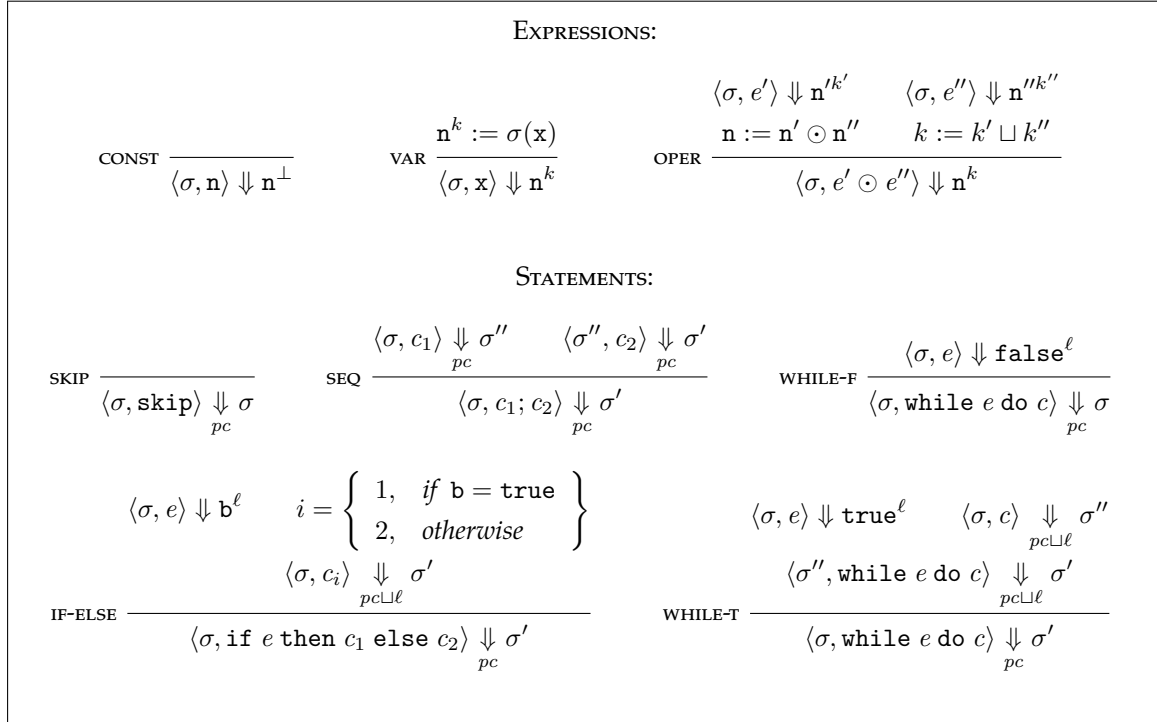 EXPRESSIONS:
⟨σ, e′⟩ ⇓ n′^k′ ⟨σ, e″⟩ ⇓ n″^k″
n^k := σ(x) n := n′ ⊙ n″ k := k′ ⊔ k″
CONST VAR OPER
⟨σ, n⟩ ⇓ n^⊥ ⟨σ, x⟩ ⇓ n^k ⟨σ, e′ ⊙ e″⟩ ⇓ n^k
STATEMENTS:
⟨σ, c₁⟩ ⇓_pc σ″ ⟨σ″, c₂⟩ ⇓_pc σ′ ⟨σ, e⟩ ⇓ false^ℓ
SKIP SEQ WHILE-F
⟨σ, skip⟩ ⇓_pc σ ⟨σ, c₁; c₂⟩ ⇓_pc σ′ ⟨σ, while e do c⟩ ⇓_pc σ
⟨σ, e⟩ ⇓ b^ℓ i = { 1, if b = true
2, otherwise }
⟨σ, cᵢ⟩ ⇓_pc⊔ℓ σ′
IF-ELSE
⟨σ, if e then c₁ else c₂⟩ ⇓_pc σ′
⟨σ, e⟩ ⇓ true^ℓ ⟨σ, c⟩ ⇓_pc⊔ℓ σ″
⟨σ″, while e do c⟩ ⇓_pc⊔ℓ σ′
WHILE-T
⟨σ, while e do c⟩ ⇓_pc σ′